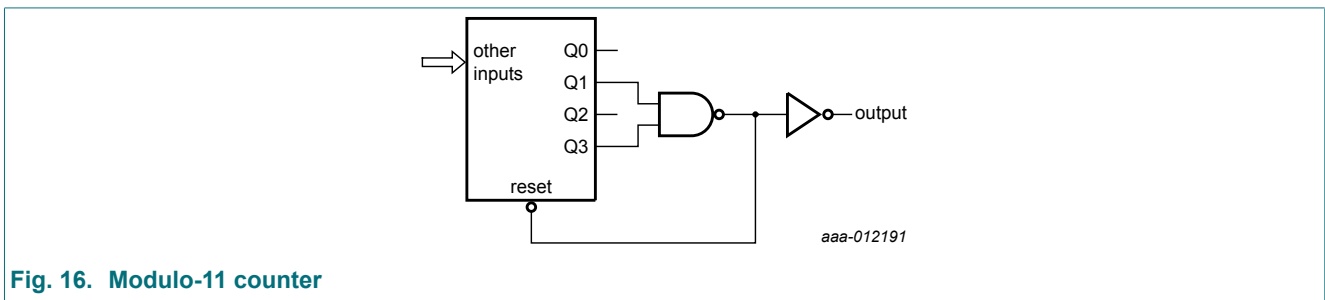 other
inputs
Q0
Q1
Q2
Q3
reset
output
aaa-012191
Fig. 16. Modulo-11 counter